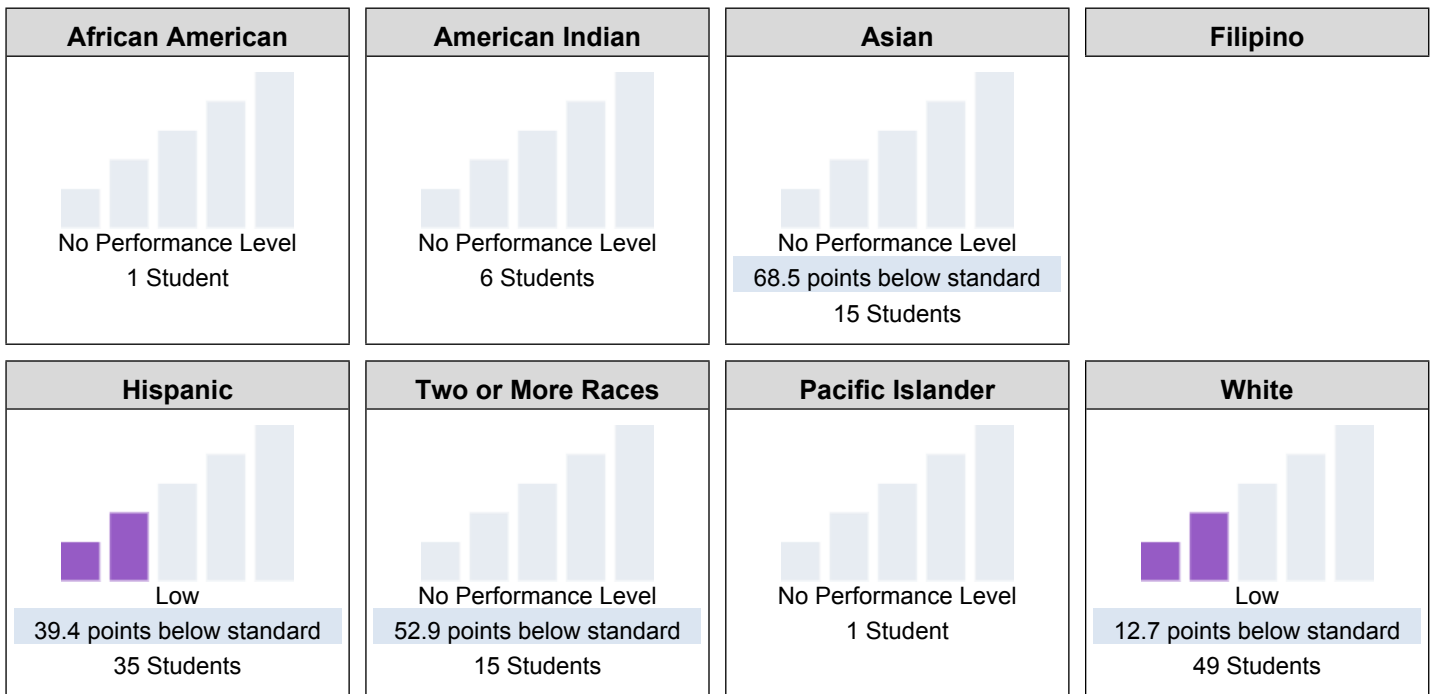 African American
No Performance Level
1 Student
American Indian
No Performance Level
6 Students
Asian
No Performance Level
68.5 points below standard
15 Students
Filipino
Hispanic
Low
39.4 points below standard
35 Students
Two or More Races
No Performance Level
52.9 points below standard
15 Students
Pacific Islander
No Performance Level
1 Student
White
Low
12.7 points below standard
49 Students